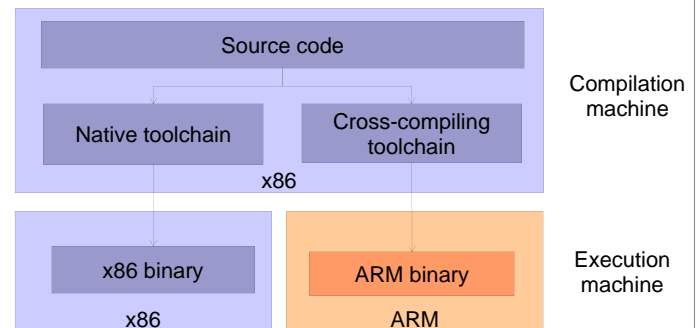 Source code
Compilation
machine
Native toolchain
Cross-compiling
toolchain
x86
x86 binary
ARM binary
Execution
machine
x86
ARM